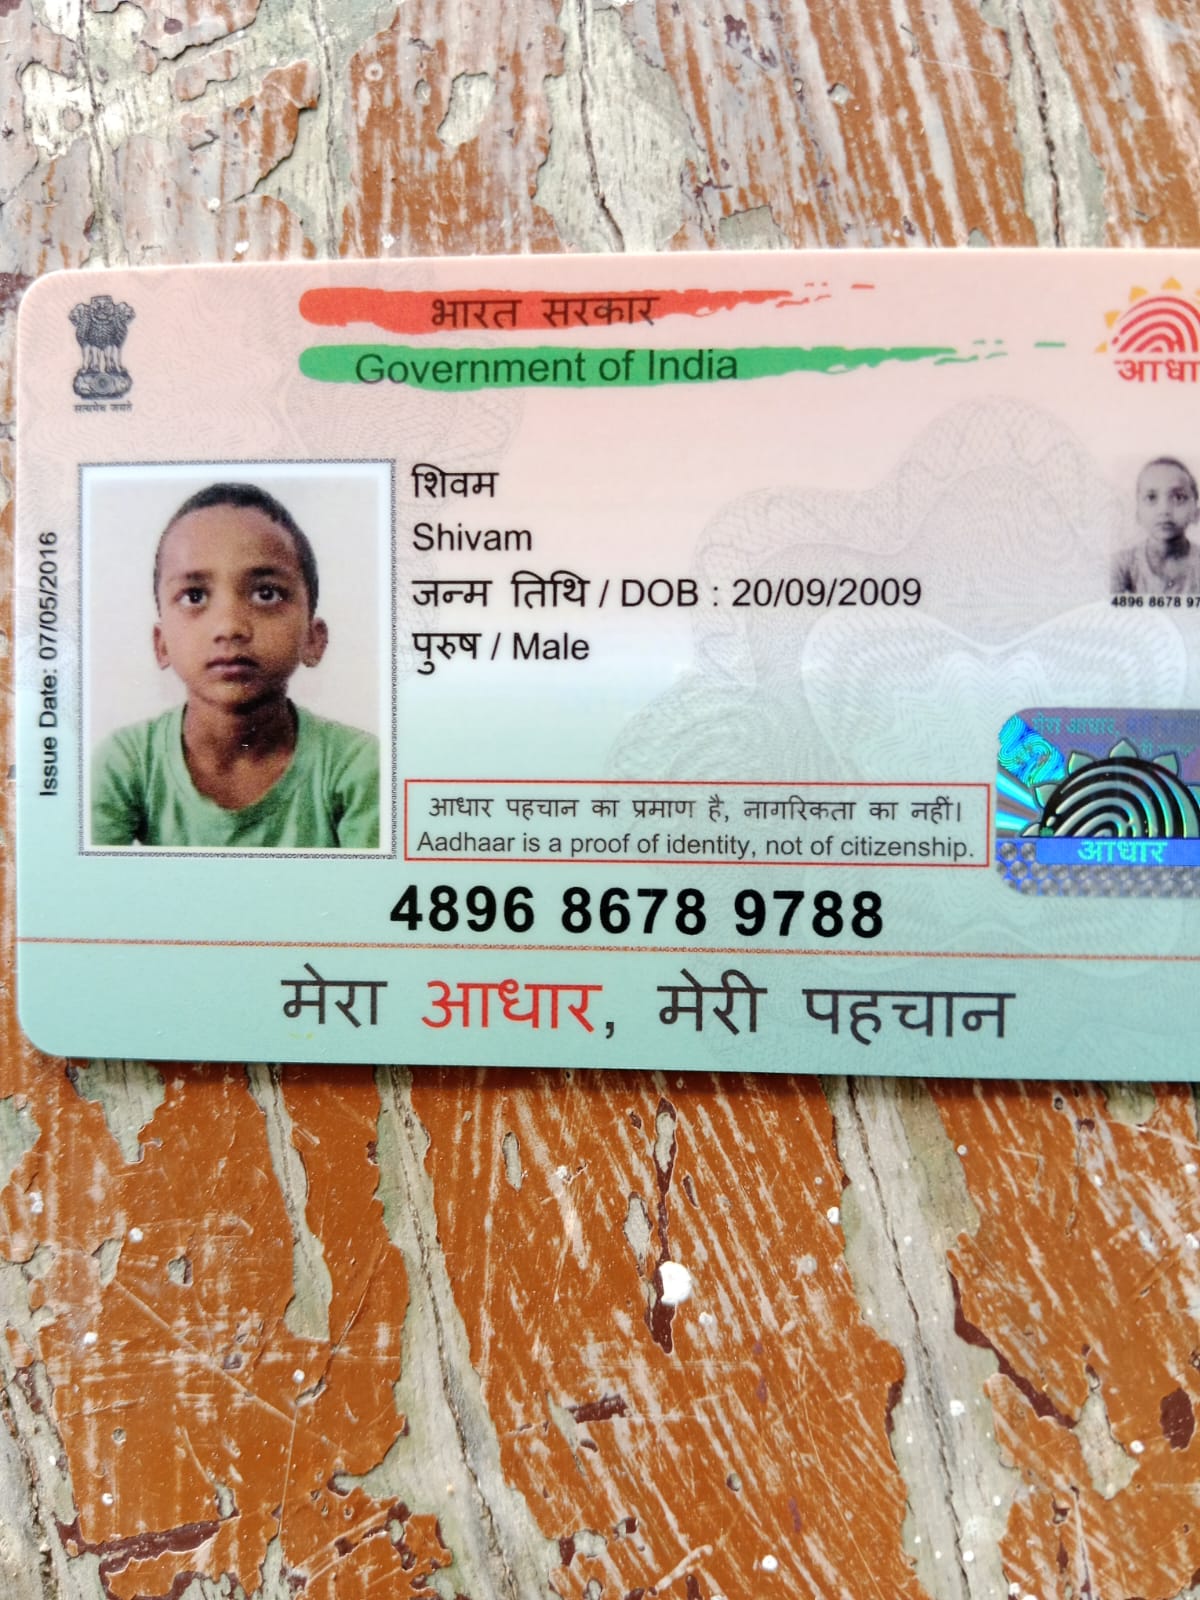 भारत सरकार
Government of India
सत्यमेव जयते
शिवम
Shivam
जन्म तिथि / DOB : 20/09/2009
पुरुष / Male
Issue Date: 07/05/2016
4896 8678 97
मेरा आधार,
आधार पहचान का प्रमाण है, नागरिकता का नहीं।
Aadhaar is a proof of identity, not of citizenship.
आधार
4896 8678 9788
मेरा आधार, मेरी पहचान